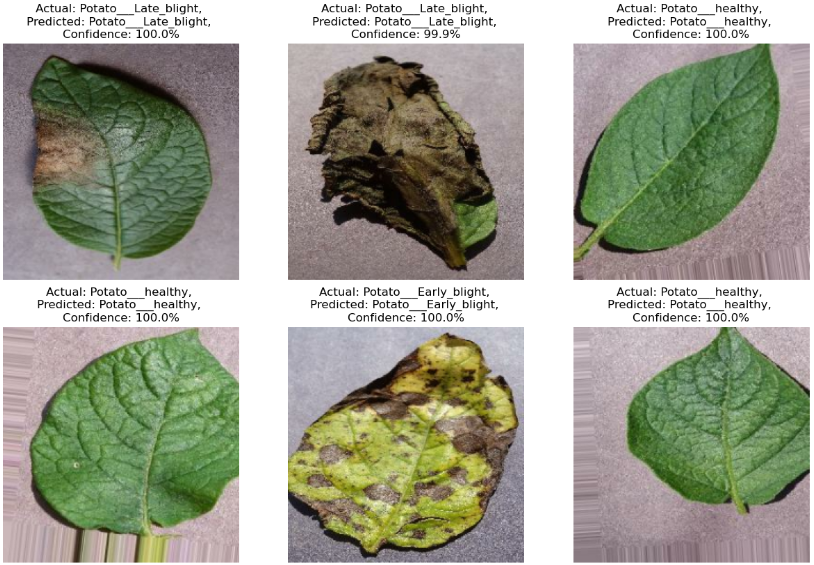 Actual: Potato___Late_blight,
Predicted: Potato___Late_blight,
Confidence: 100.0%
Actual: Potato___Late_blight,
Predicted: Potato___Late_blight,
Confidence: 99.9%
Actual: Potato___healthy,
Predicted: Potato___healthy,
Confidence: 100.0%
Actual: Potato___healthy,
Predicted: Potato___healthy,
Confidence: 100.0%
Actual: Potato___Early_blight,
Predicted: Potato___Early_blight,
Confidence: 100.0%
Actual: Potato___healthy,
Predicted: Potato___healthy,
Confidence: 100.0%